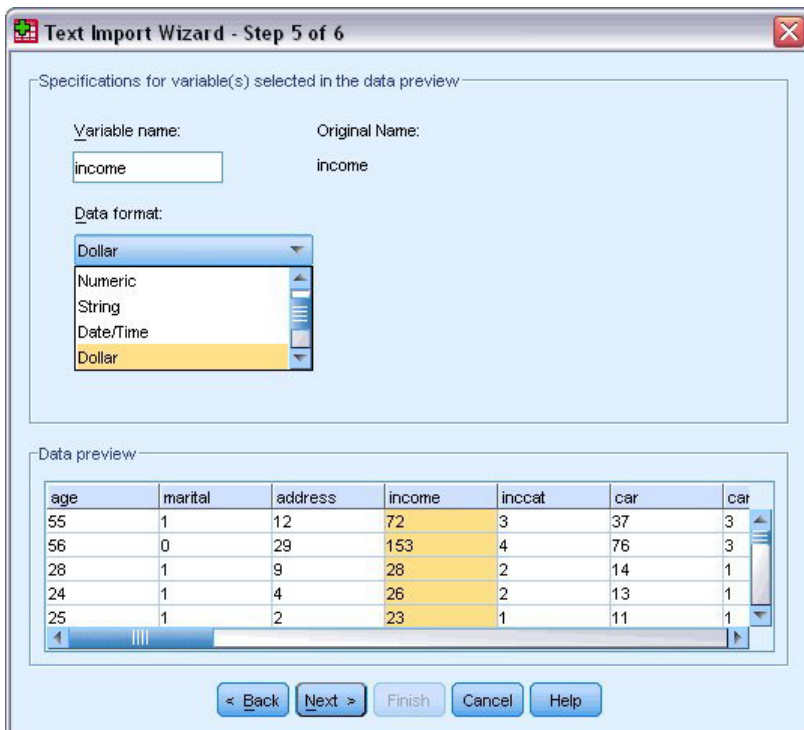 Text Import Wizard - Step 5 of 6
Specifications for variable(s) selected in the data preview
Variable name: Original Name:
income income
Data format:
Dollar
Numeric
String
Date/Time
Dollar
Data preview
age marital address income inccat car car
55 1 12 72 3 37 3
56 0 29 153 4 76 3
28 1 9 28 2 14 1
24 1 4 26 2 13 1
25 1 2 23 1 11 1
< Back Next > Finish Cancel Help